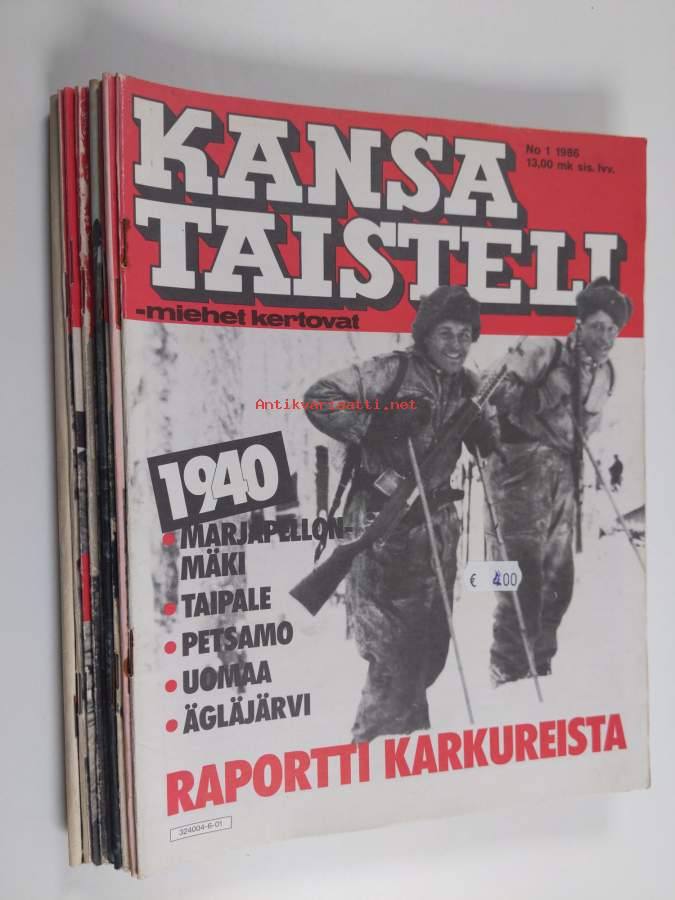 KANSA
TAISTELI
-miehet kertovat
No 1 1986
13,00 mk sis. lvv.
Antikvariaatti.net
1940
• MARJAPELLON-
MÄKI
• TAIPALE
• PETSAMO
• UOMAA
• ÄGLÄJÄRVI
€ 4.00
RAPORTTI KARKUREISTA
324004-6-01